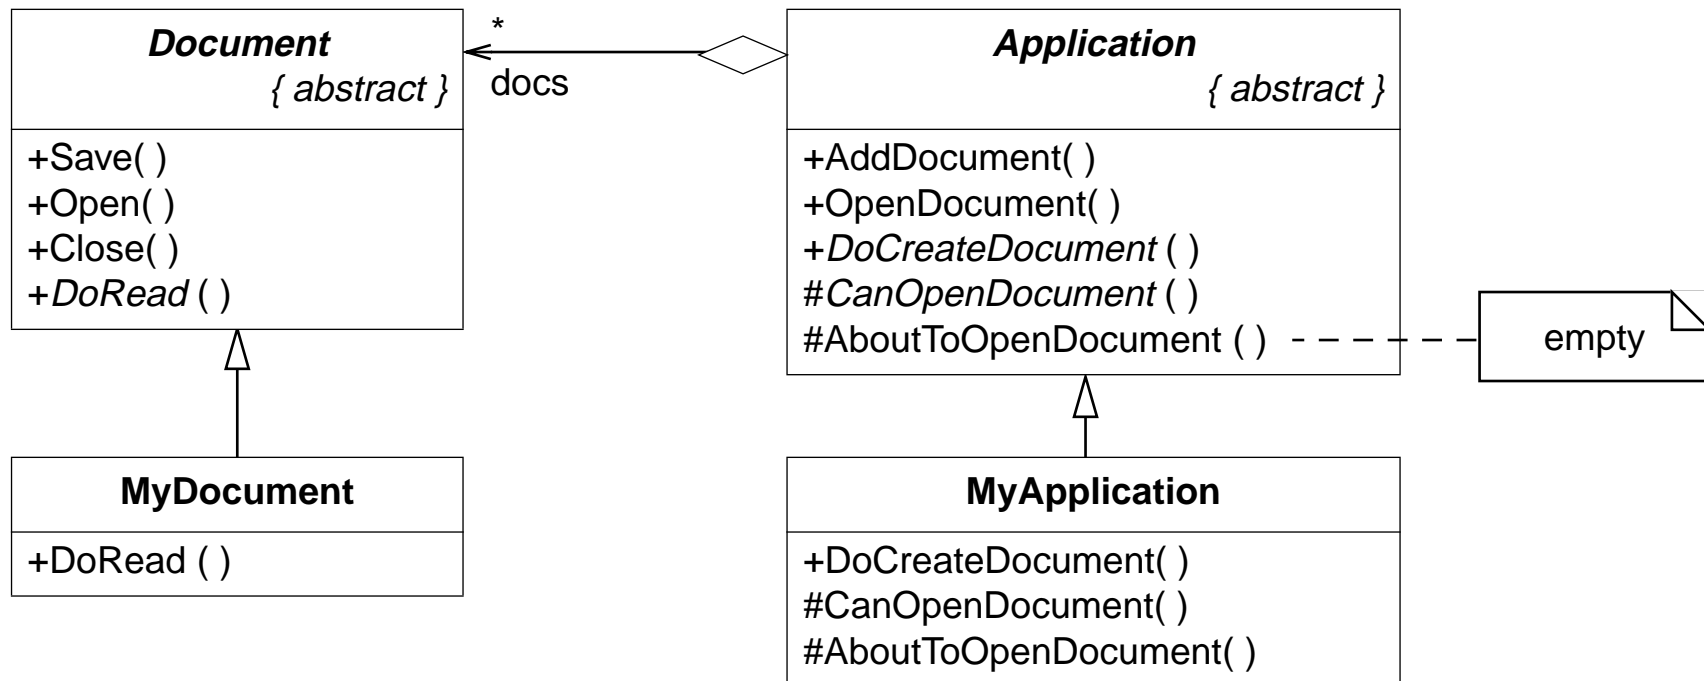 Document
{ abstract }
+Save( )
+Open( )
+Close( )
+DoRead ( )
*
docs
Application
{ abstract }
+AddDocument( )
+OpenDocument( )
+DoCreateDocument ( )
#CanOpenDocument ( )
#AboutToOpenDocument ( )
empty
MyDocument
+DoRead ( )
MyApplication
+DoCreateDocument( )
#CanOpenDocument( )
#AboutToOpenDocument( )